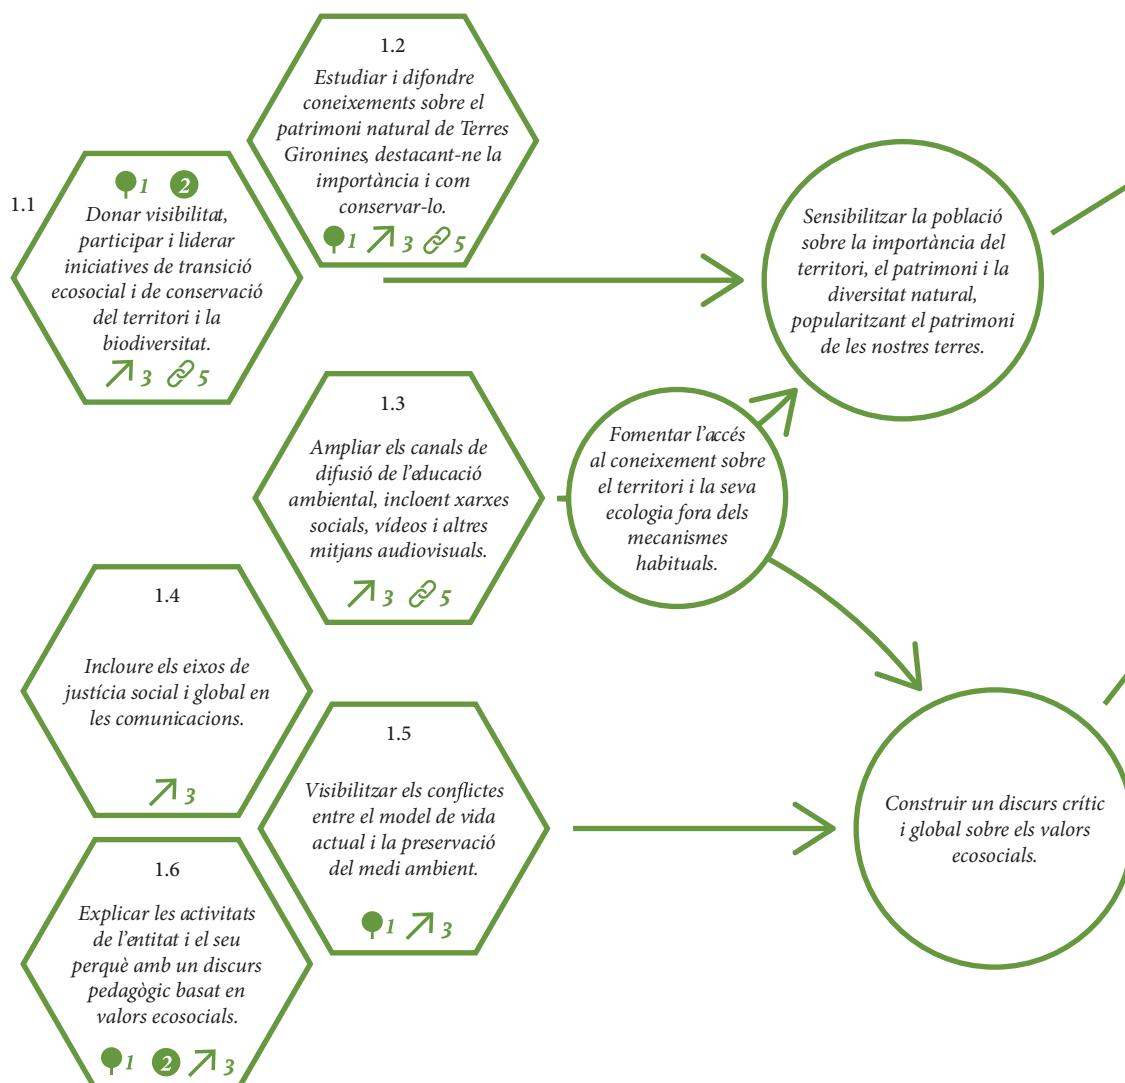 1.2
Estudiar i difondre
coneixements sobre el
patrimoni natural de Terres
Gironines, destacant-ne la
importància i com
conservar-lo.
1 3 5
1.1
1 2
Donar visibilitat,
participar i liderar
iniciatives de transició
ecosocial i de conservació
del territori i la
biodiversitat.
3 5
Sensibilitzar la població
sobre la importància del
territori, el patrimoni i la
diversitat natural,
popularitzant el patrimoni
de les nostres terres.
1.3
Ampliar els canals de
difusió de l'educació
ambiental, incloent xarxes
socials, vídeos i altres
mitjans audiovisuals.
3 5
Fomentar l'accés
al coneixement sobre
el territori i la seva
ecologia fora dels
mecanismes
habituals.
1.4
Incloure els eixos de
justícia social i global en
les comunicacions.
3
1.5
Visibilitzar els conflictes
entre el model de vida
actual i la preservació
del medi ambient.
1 3
Construir un discurs crític
i global sobre els valors
ecosocials.
1.6
Explicar les activitats
de l'entitat i el seu
perquè amb un discurs
pedagògic basat en
valors ecosocials.
1 2 3